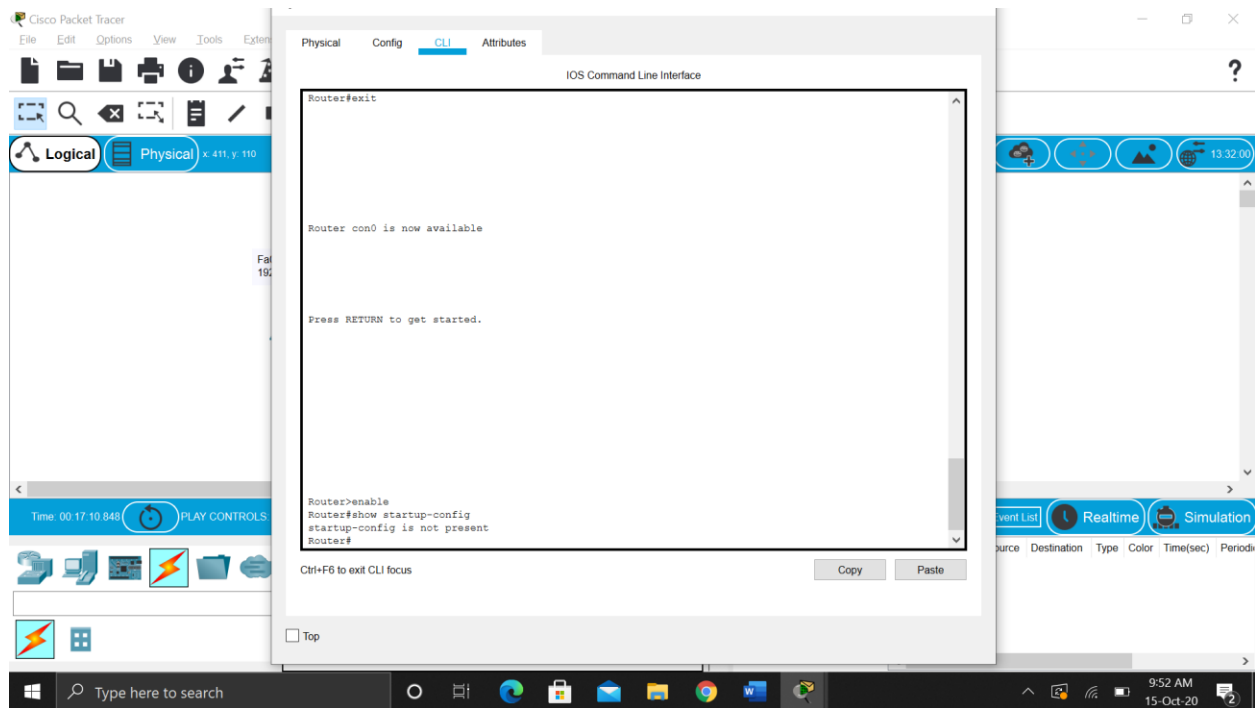 Cisco Packet Tracer
File Edit Options View Tools
Physical Config CLI Attributes
IOS Command Line Interface
?
Router#exit
Logical Physical x: 411, y: 110
13:32:00
Router con0 is now available
Press RETURN to get started.
Router>enable
Router#show startup-config
startup-config is not present
Router#
Time: 00:17:10.848 PLAY CONTROLS
Event List Realtime Simulation
Destination Type Color Time(sec)
Ctrl+F6 to exit CLI focus
Copy Paste
Top
Type here to search
9:52 AM
15-Oct-20
2